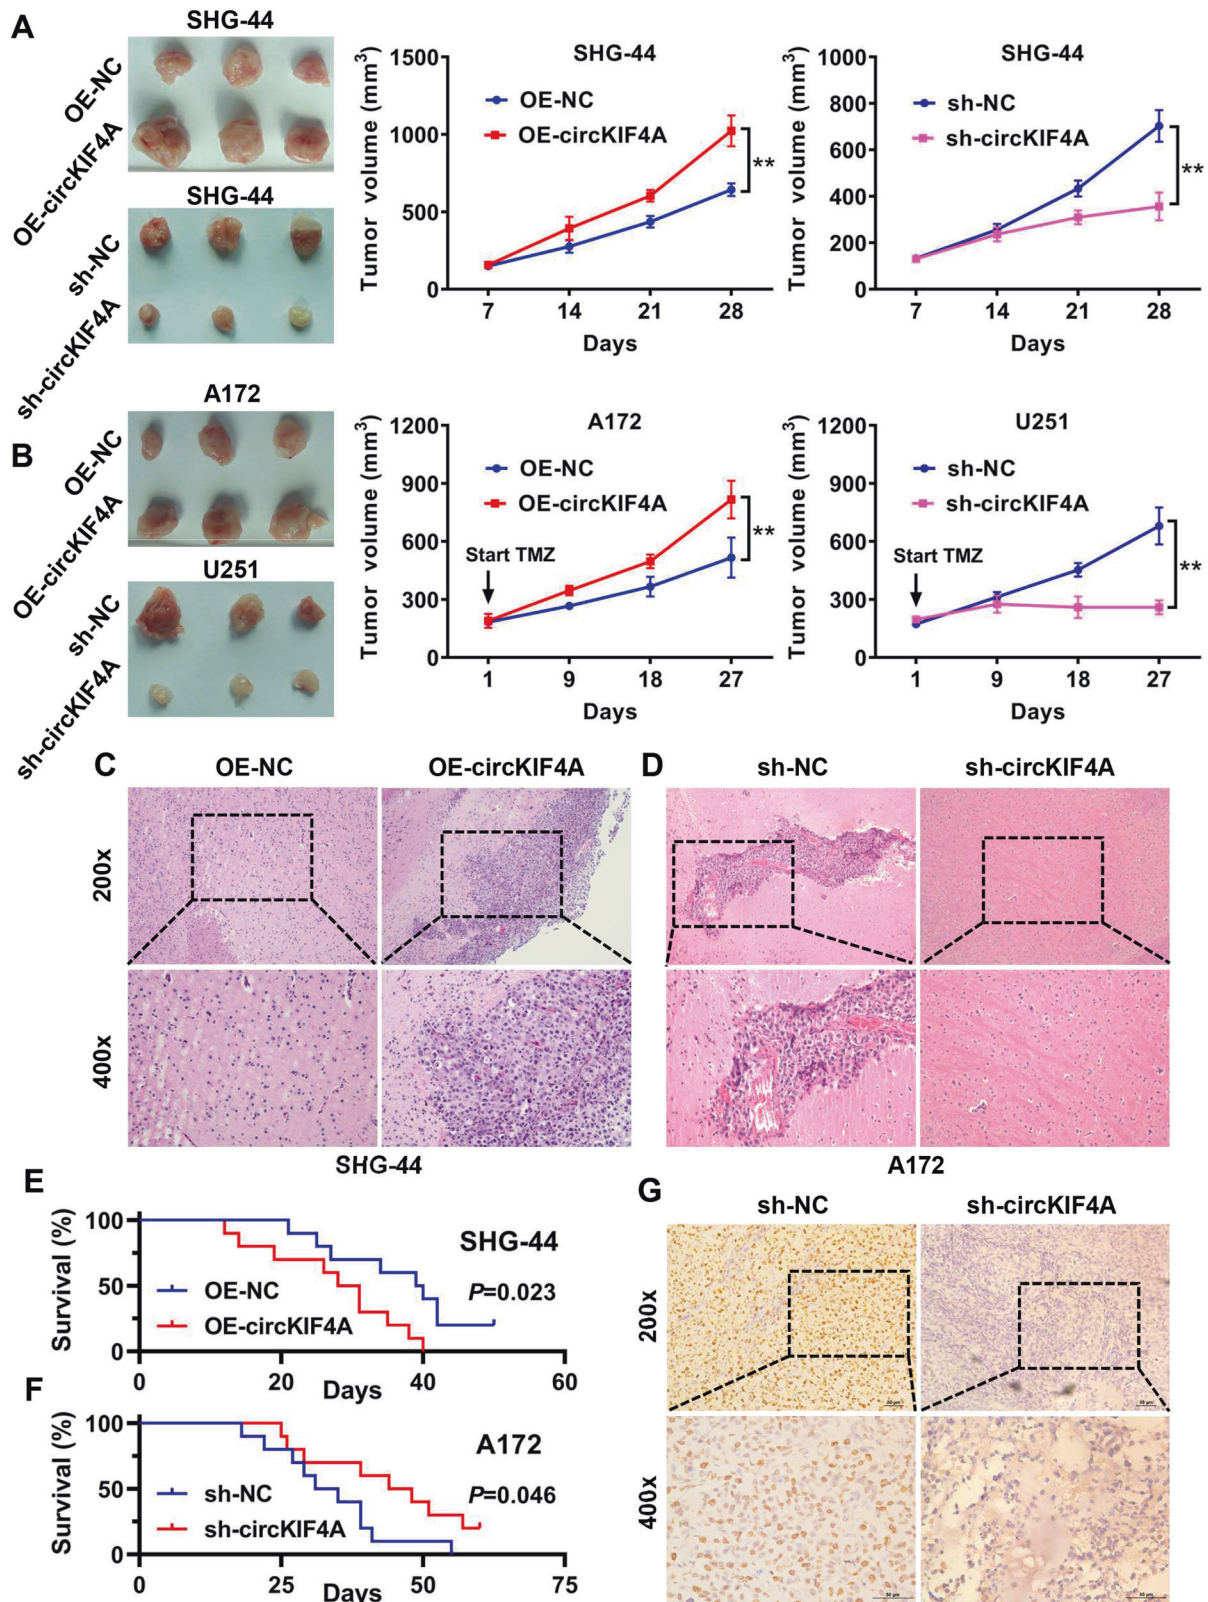 A
SHG-44
OE-NC
OE-circKIF4A
SHG-44
sh-NC
sh-circKIF4A
SHG-44
Tumor volume (mm3)
1500
1000
500
0
OE-NC
OE-circKIF4A
**
7 14 21 28
Days
SHG-44
Tumor volume (mm3)
1000
800
600
400
200
0
sh-NC
sh-circKIF4A
**
7 14 21 28
Days
B
A172
OE-NC
OE-circKIF4A
U251
sh-NC
sh-circKIF4A
A172
Tumor volume (mm3)
1200
900
600
300
0
OE-NC
OE-circKIF4A
Start TMZ
**
1 9 18 27
Days
U251
Tumor volume (mm3)
1200
900
600
300
0
sh-NC
sh-circKIF4A
Start TMZ
**
1 9 18 27
Days
C
OE-NC OE-circKIF4A
200x
400x
SHG-44
D
sh-NC sh-circKIF4A
A172
E
Survival (%)
100
50
0
SHG-44
P=0.023
OE-NC
OE-circKIF4A
0 20 40 60
Days
F
Survival (%)
100
50
0
A172
P=0.046
sh-NC
sh-circKIF4A
0 25 50 75
Days
G
sh-NC sh-circKIF4A
200x
50 µm
50 µm
400x
50 µm
50 µm